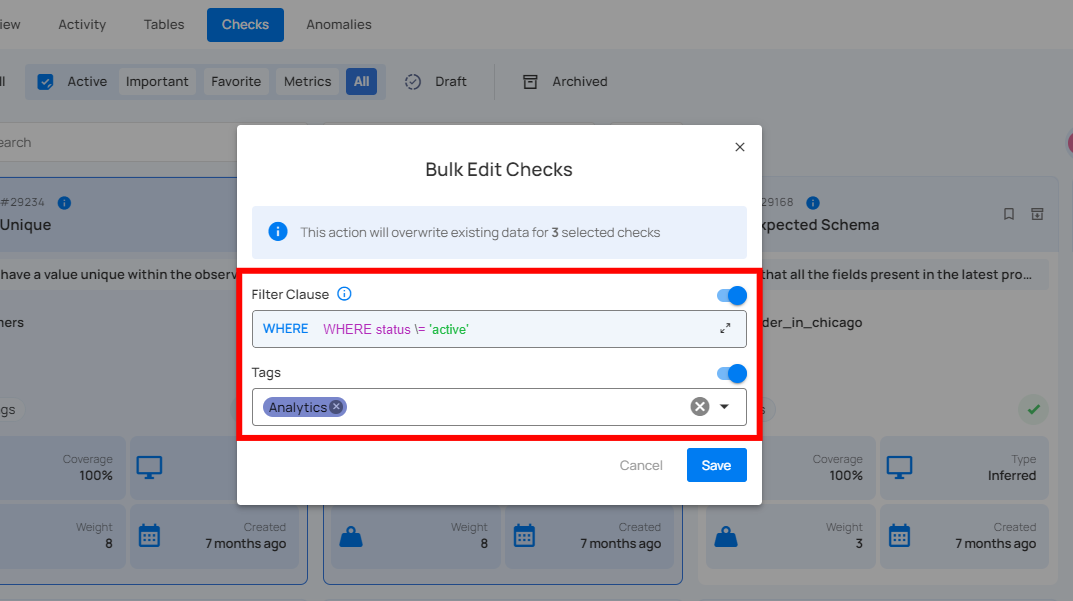 iew Activity Tables Checks Anomalies
Active Important Favorite Metrics All Draft Archived
earch
Bulk Edit Checks
#29234
29168
Unique
xpected Schema
This action will overwrite existing data for 3 selected checks
have a value unique within the observ
that all the fields present in the latest pro...
Filter Clause
ners
WHERE WHERE status \= 'active'
der_in_chicago
Tags
Analytics
gs
s
Cancel Save
Coverage
100%
Coverage
100%
Type
Inferred
Weight
8
Created
7 months ago
Weight
8
Created
7 months ago
Weight
3
Created
7 months ago